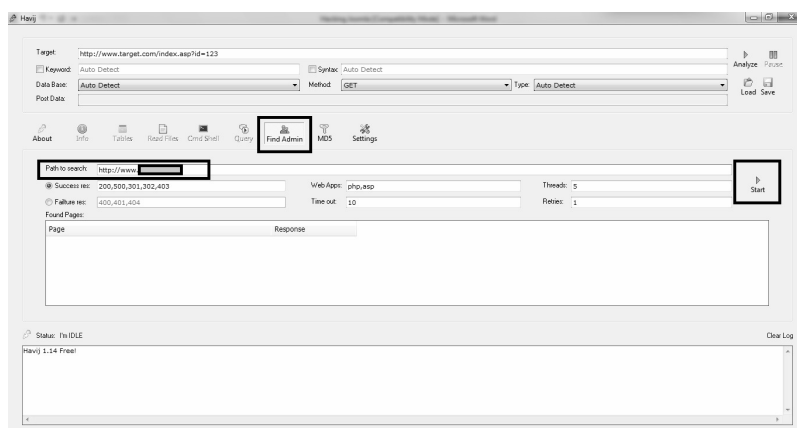 Havij
Hacking Joomla [Compatibility Mode] - Microsoft Word
Target: http://www.target.com/index.asp?id=123
Analyze Pause
Keyword: Auto Detect Syntax: Auto Detect
Data Base: Auto Detect Method: GET Type: Auto Detect
Load Save
Post Data:
About Info Tables Read Files Cmd Shell Query Find Admin MD5 Settings
Path to search: http://www.
Start
Success res: 200,500,301,302,403 Web Apps: php,asp Threads: 5
Failture res: 400,401,404 Time out: 10 Retries: 1
Found Pages:
Page Response
Status: I'm IDLE Clear Log
Havij 1.14 Free!